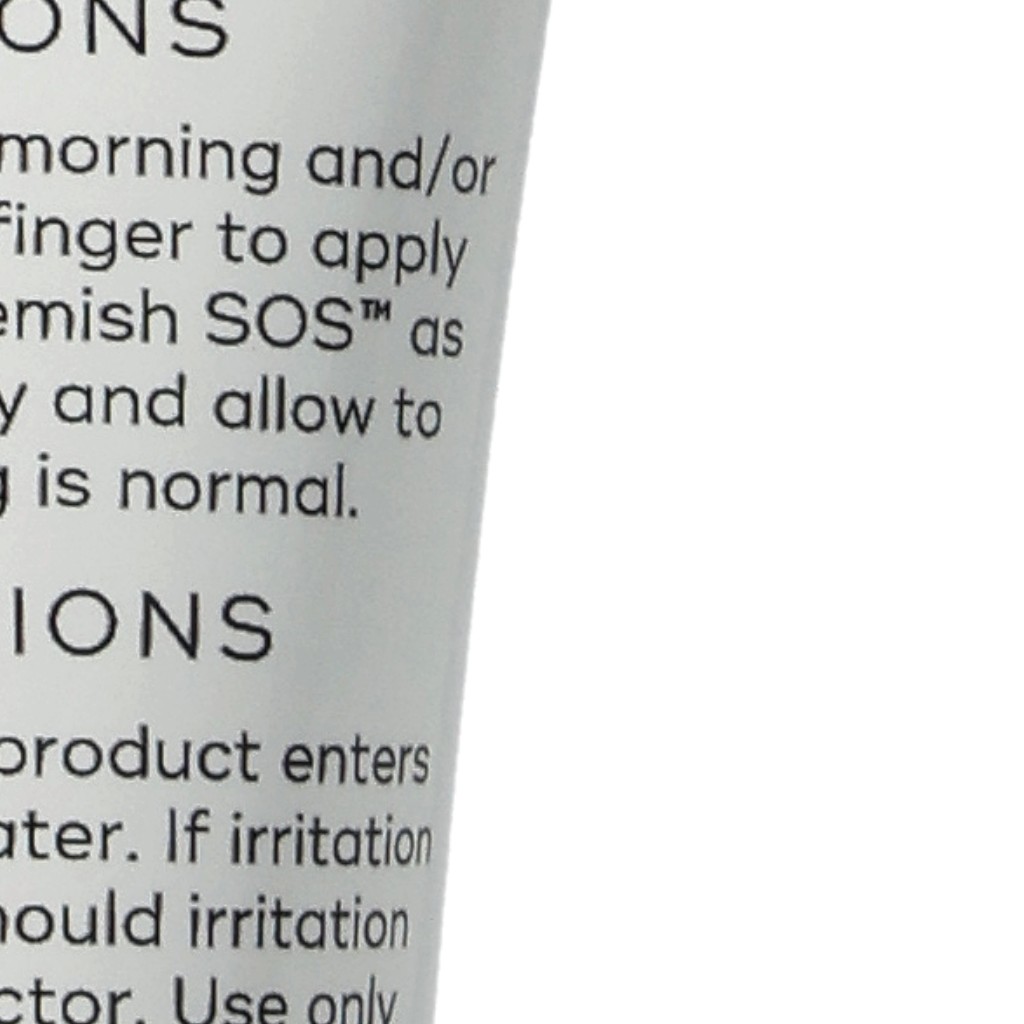 ONS
morning and/or
finger to apply
emish SOS™ as
y and allow to
g is normal.
IONS
product enters
ater. If irritation
hould irritation
ctor. Use only